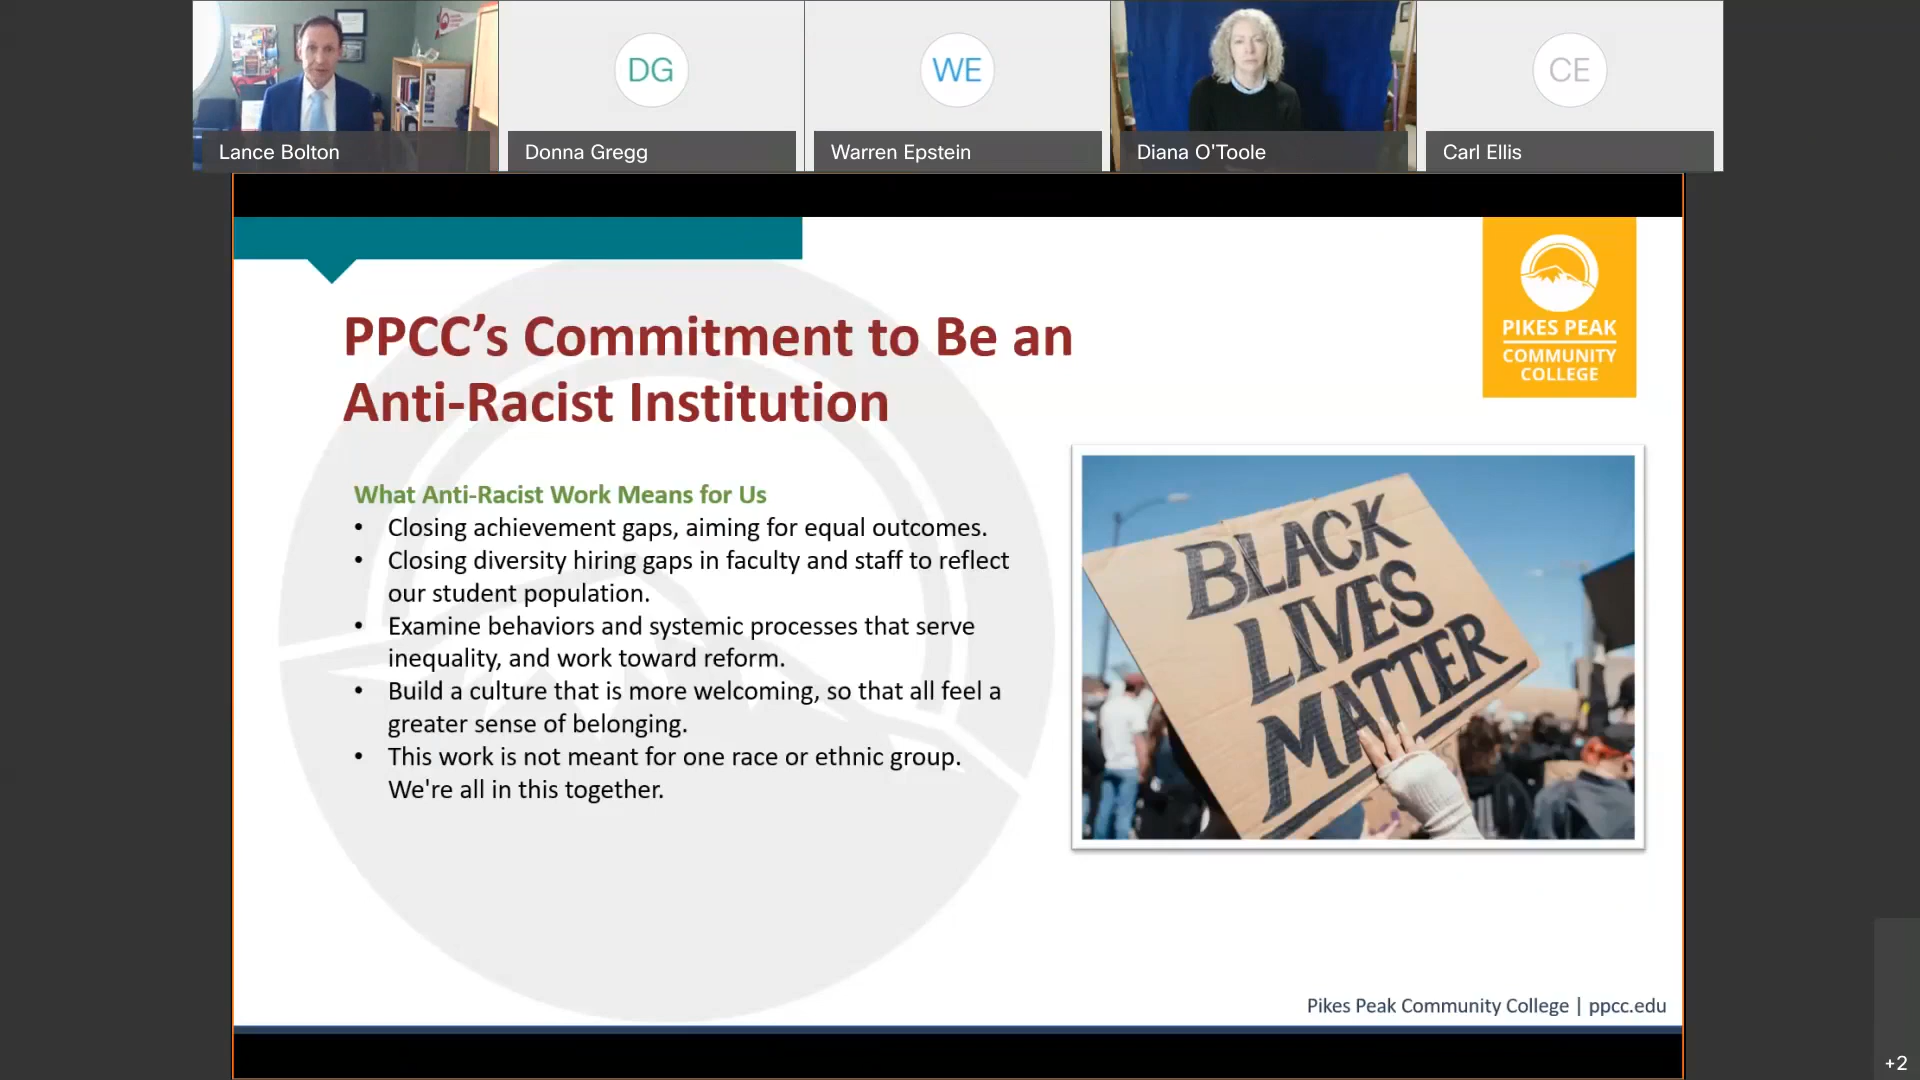 DG
WE
CE
Lance Bolton
Donna Gregg
Warren Epstein
Diana O'Toole
Carl Ellis
PIKES PEAK
COMMUNITY
COLLEGE
PPCC’s Commitment to Be an
Anti-Racist Institution
What Anti-Racist Work Means for Us
• Closing achievement gaps, aiming for equal outcomes.
• Closing diversity hiring gaps in faculty and staff to reflect
our student population.
• Examine behaviors and systemic processes that serve
inequality, and work toward reform.
• Build a culture that is more welcoming, so that all feel a
greater sense of belonging.
• This work is not meant for one race or ethnic group.
We're all in this together.
BLACK
LIVES
MATTER
Pikes Peak Community College | ppcc.edu
+2